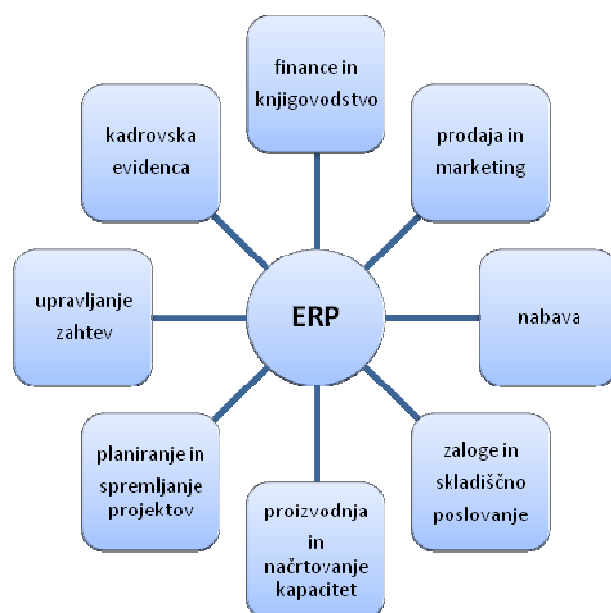 finance in
knjigovodstvo
prodaja in
marketing
nabava
zaloge in
skladiščno
poslovanje
proizvodnja
in
načrtovanje
kapacitet
planiranje in
spremljanje
projektov
upravljanje
zahtev
kadrovska
evidenca
ERP